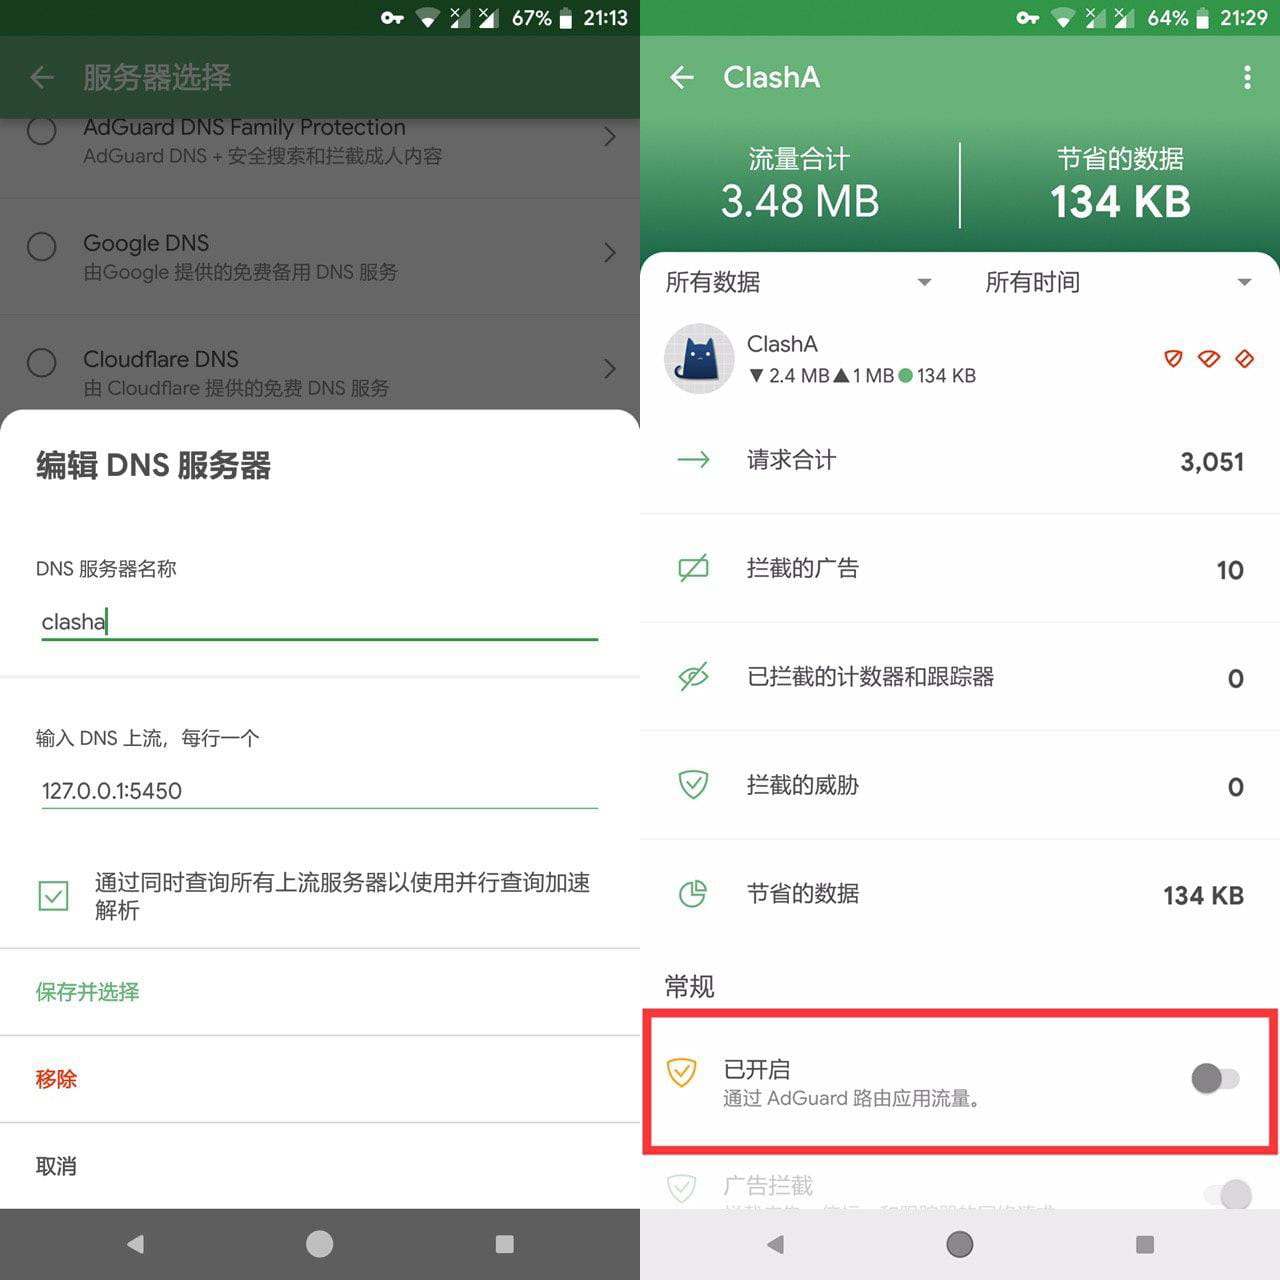 67% 21:13
服务器选择
AdGuard DNS Family Protection
AdGuard DNS + 安全搜索和拦截成人内容
Google DNS
由Google 提供的免费备用 DNS 服务
Cloudflare DNS
由 Cloudflare 提供的免费 DNS 服务
编辑 DNS 服务器
DNS 服务器名称
clasha
输入 DNS 上流，每行一个
127.0.0.1:5450
通过同时查询所有上流服务器以使用并行查询加速
解析
保存并选择
移除
取消
64% 21:29
ClashA
流量合计
3.48 MB
节省的数据
134 KB
所有数据
所有时间
ClashA
▼ 2.4 MB ▲ 1 MB ● 134 KB
请求合计 3,051
拦截的广告 10
已拦截的计数器和跟踪器 0
拦截的威胁 0
节省的数据 134 KB
常规
已开启
通过 AdGuard 路由应用流量。
广告拦截